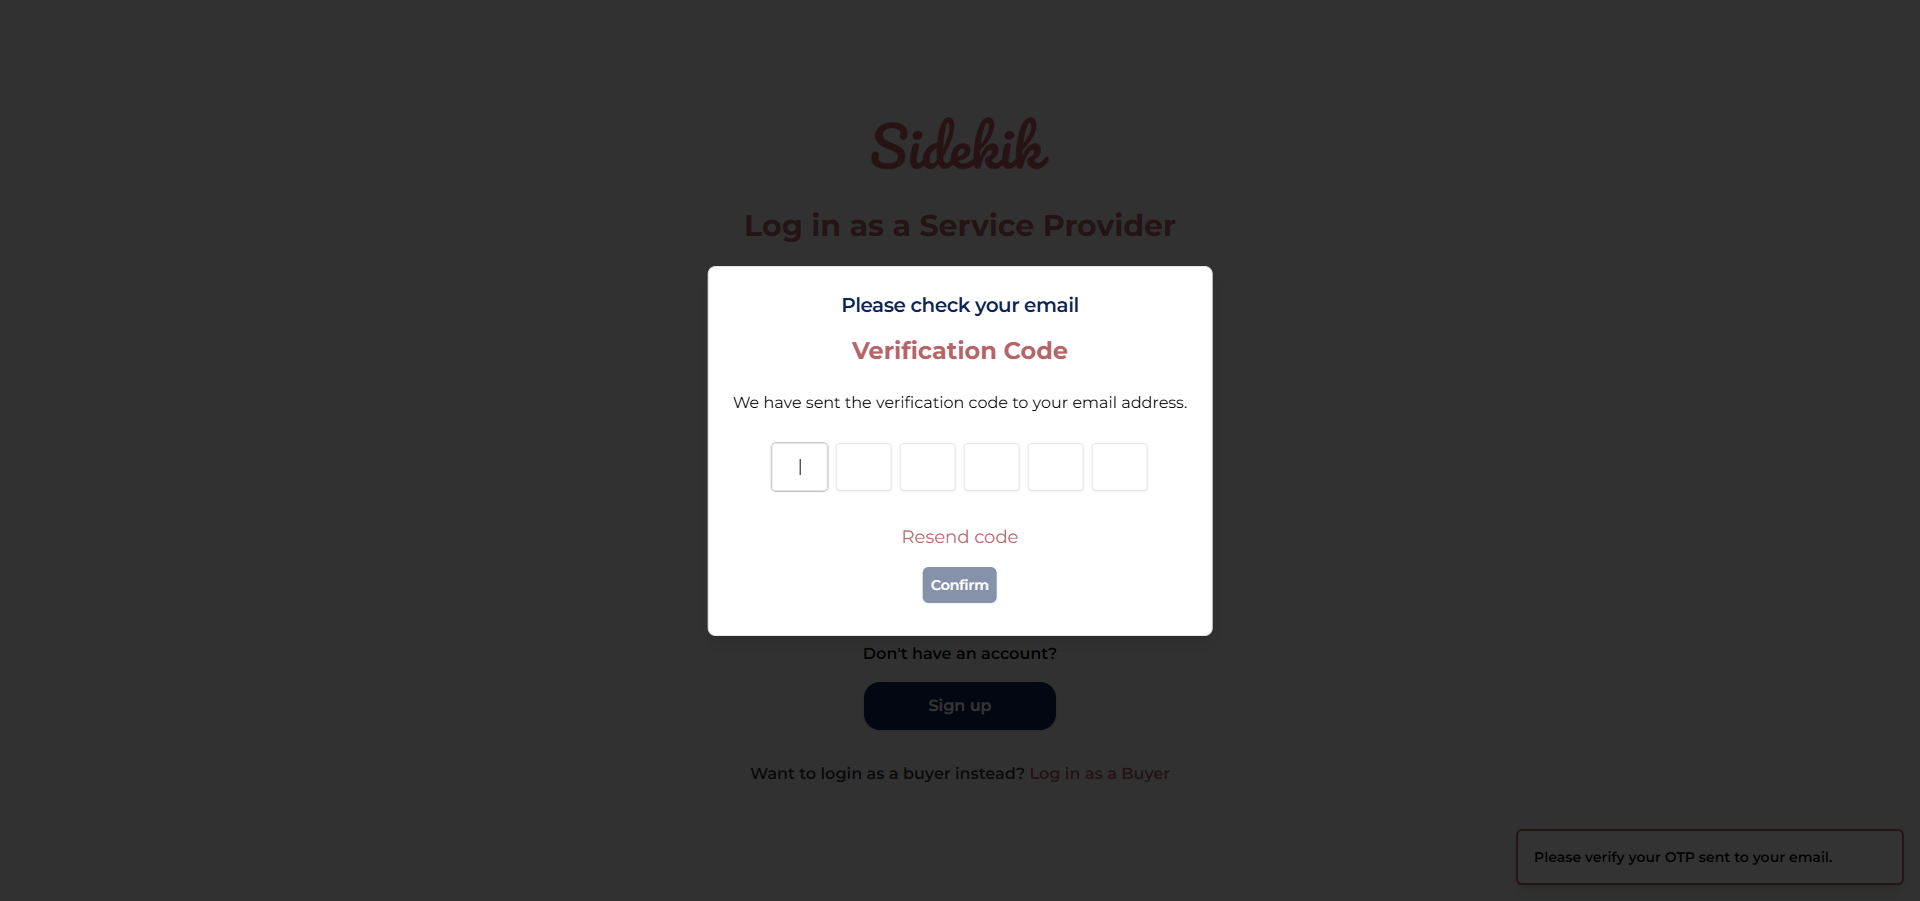 Sidekik
Log in as a Service Provider
Please check your email
Verification Code
We have sent the verification code to your email address.
Resend code
Confirm
Don't have an account?
Sign up
Want to login as a buyer instead? Log in as a Buyer
Please verify your OTP sent to your email.